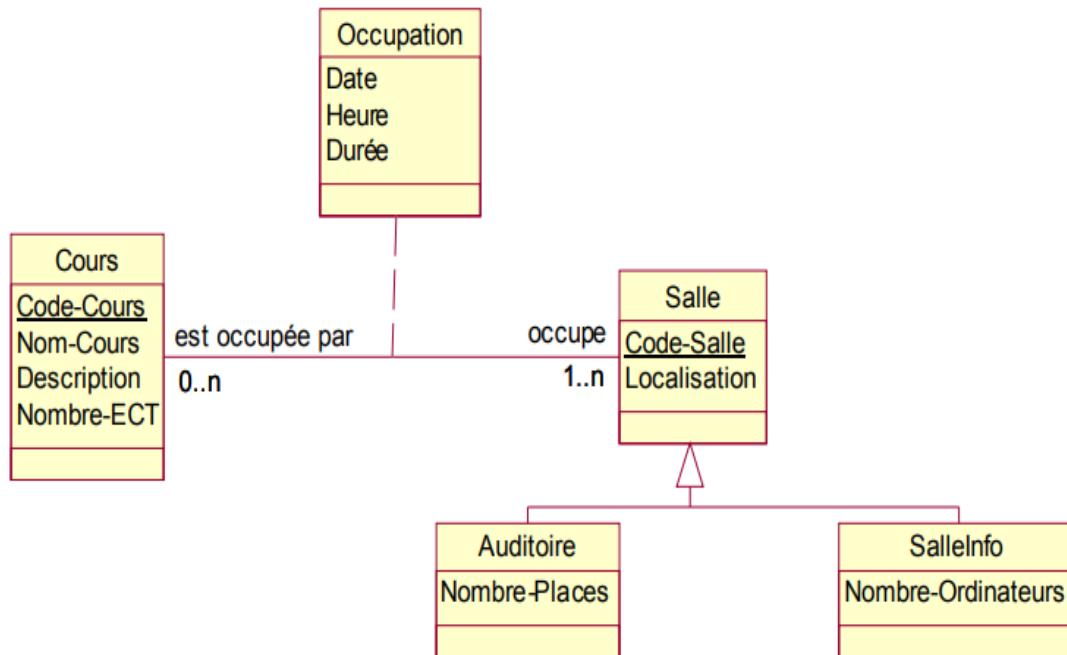 Occupation
Date
Heure
Durée
Cours
Code-Cours
Nom-Cours
Description
Nombre-ECT
est occupée par
0..n
occupe
1..n
Salle
Code-Salle
Localisation
Auditoire
Nombre-Places
SalleInfo
Nombre-Ordinateurs